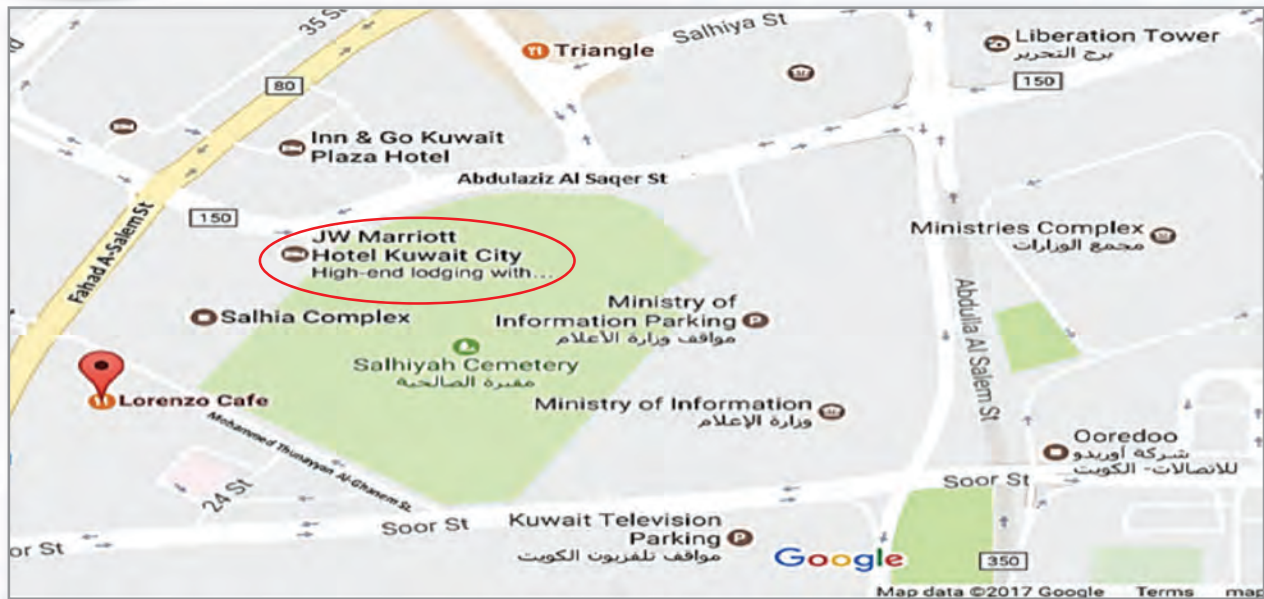 35 St
Triangle
Salhiya St
Liberation Tower
برج التحرير
80
150
Inn & Go Kuwait
Plaza Hotel
Abdulaziz Al Saqer St
150
Fahad A-Salem St
JW Marriott
Hotel Kuwait City
High-end lodging with...
Ministries Complex
مجمع الوزارات
Salhia Complex
Ministry of
Information Parking
مواقف وزارة الأعلام
Abdulla Al Salem St
Salhiyah Cemetery
مقبرة الصالحية
Lorenzo Cafe
Ministry of Information
وزارة الإعلام
Mohammed Thunayyan Al-Ghanem St.
Ooredoo
شركة أوريدو
للاتصالات- الكويت
24 St
Soor St
Soor St
Kuwait Television
Parking
مواقف تلفزيون الكويت
or St
Google
350
Map data ©2017 Google
Terms
map